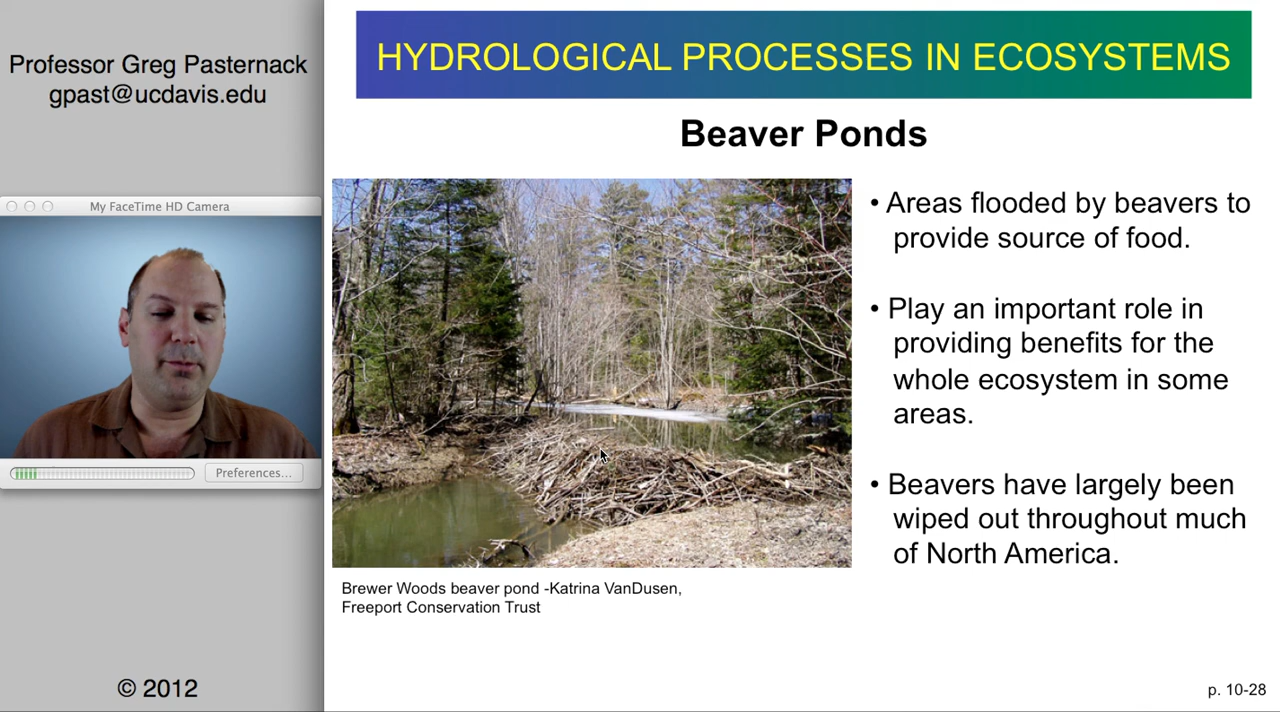 Professor Greg Pasternack
gpast@ucdavis.edu
My FaceTime HD Camera
Preferences...
© 2012
HYDROLOGICAL PROCESSES IN ECOSYSTEMS
Beaver Ponds
• Areas flooded by beavers to
provide source of food.
• Play an important role in
providing benefits for the
whole ecosystem in some
areas.
• Beavers have largely been
wiped out throughout much
of North America.
Brewer Woods beaver pond -Katrina VanDusen,
Freeport Conservation Trust
p. 10-28